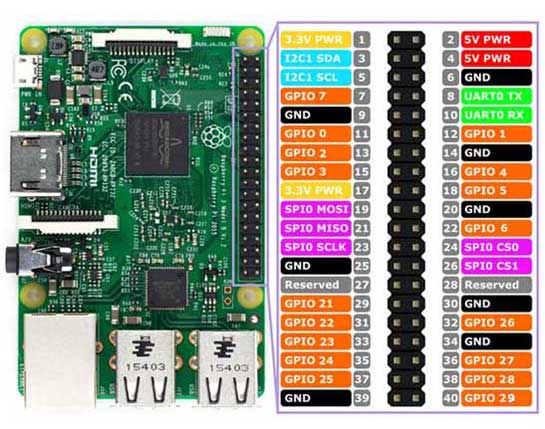 DISPLAY
HDMI
15403
15403
3.3V PWR 1 2 5V PWR
I2C1 SDA 3 4 5V PWR
I2C1 SCL 5 6 GND
GPIO 7 7 8 UART0 TX
GND 9 10 UART0 RX
GPIO 0 11 12 GPIO 1
GPIO 2 13 14 GND
GPIO 3 15 16 GPIO 4
3.3V PWR 17 18 GPIO 5
SPI0 MOSI 19 20 GND
SPI0 MISO 21 22 GPIO 6
SPI0 SCLK 23 24 SPI0 CS0
GND 25 26 SPI0 CS1
Reserved 27 28 Reserved
GPIO 21 29 30 GND
GPIO 22 31 32 GPIO 26
GPIO 23 33 34 GND
GPIO 24 35 36 GPIO 27
GPIO 25 37 38 GPIO 28
GND 39 40 GPIO 29